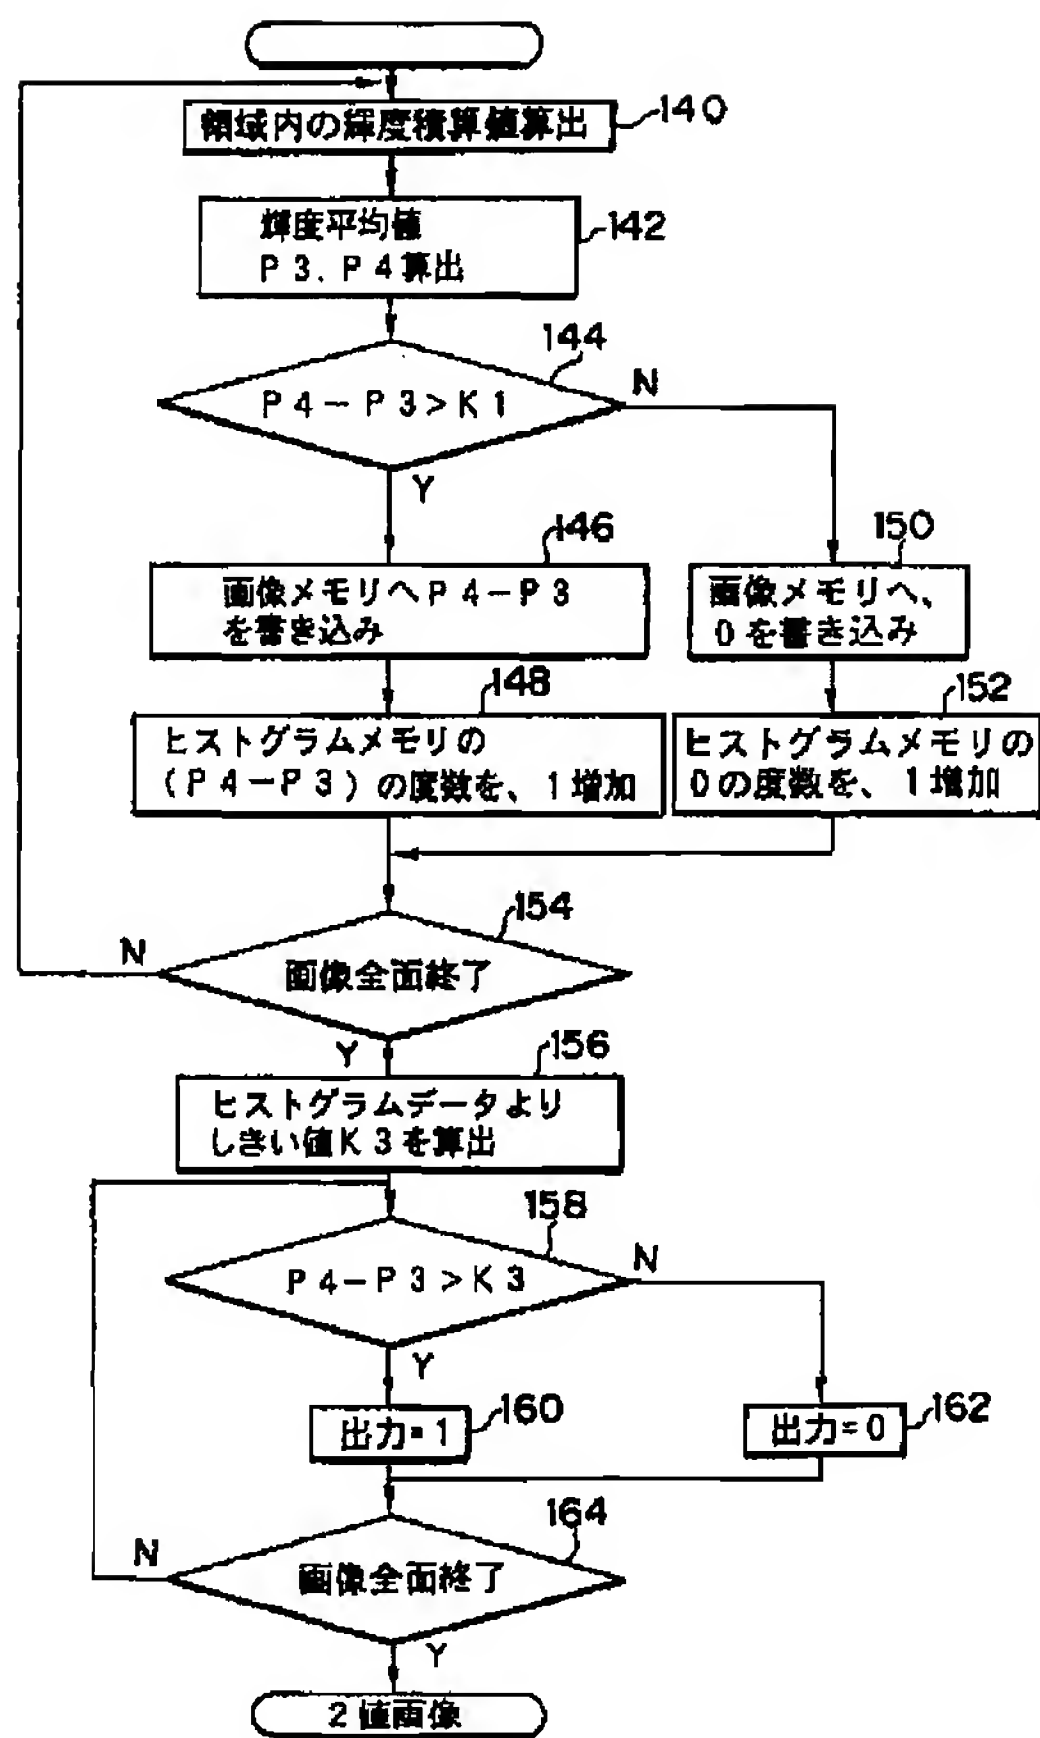 領域内の輝度積算値算出
140
輝度平均値
P3, P4算出
142
144
P4-P3>K1
N
Y
146
画像メモリへP4-P3
を書き込み
150
画像メモリへ、
0を書き込み
148
ヒストグラムメモリの
(P4-P3)の度数を、1増加
152
ヒストグラムメモリの
0の度数を、1増加
154
N
画像全面終了
Y
156
ヒストグラムデータより
しきい値K3を算出
158
P4-P3>K3
N
Y
出力=1
160
出力=0
162
164
N
画像全面終了
Y
2値画像